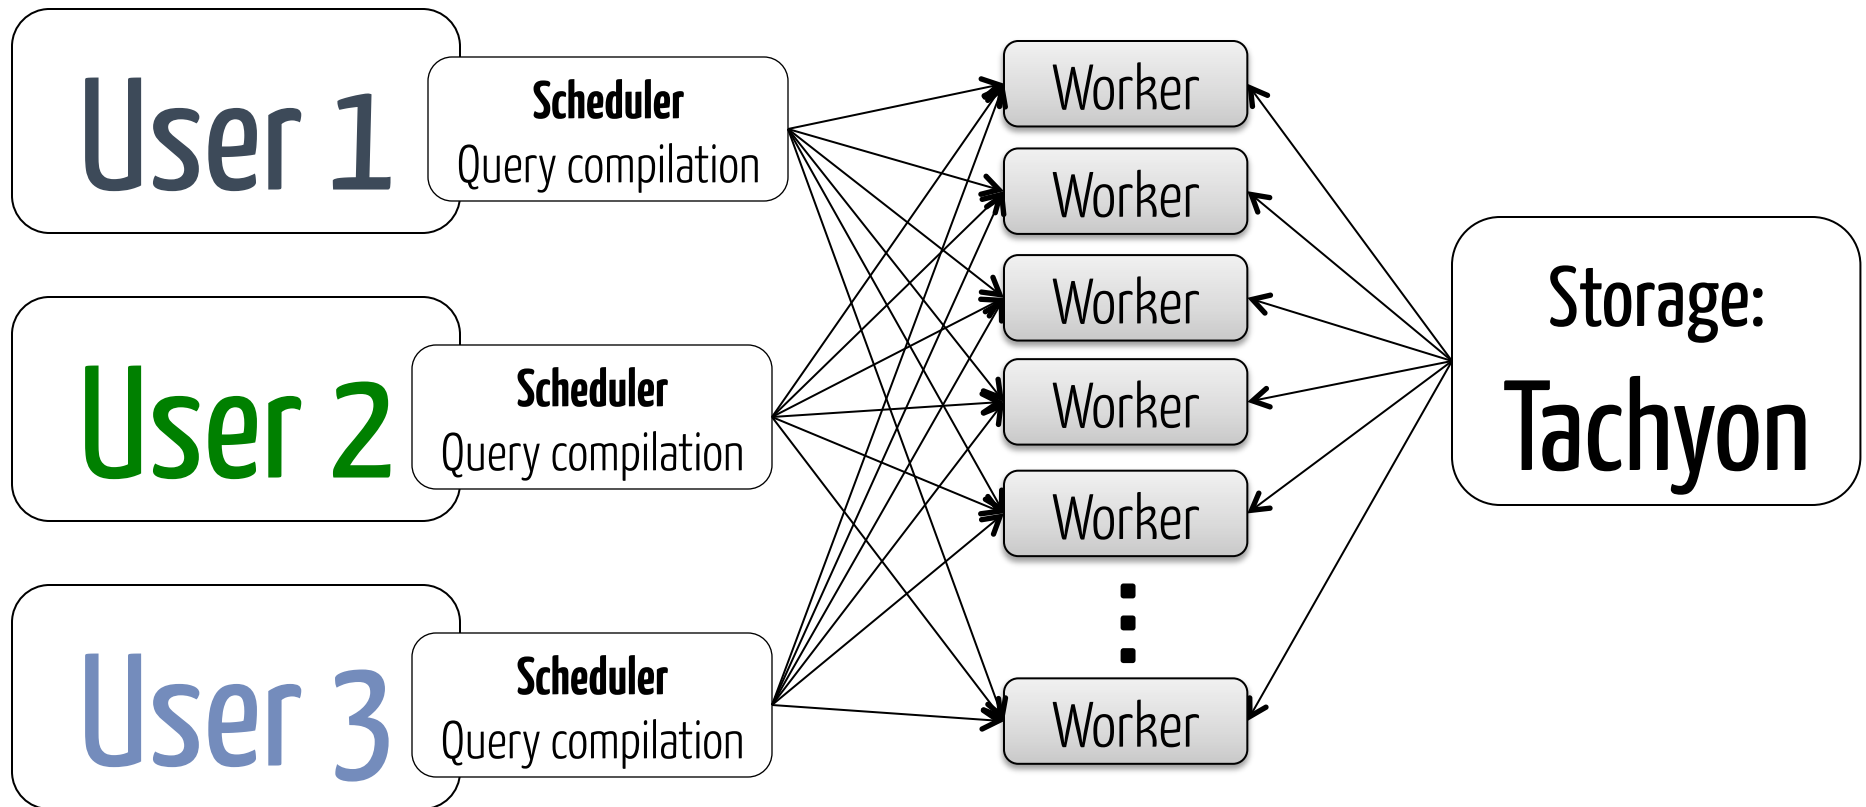 User 1
Scheduler
Query compilation
User 2
Scheduler
Query compilation
User 3
Scheduler
Query compilation
Worker
Worker
Worker
Worker
Worker
Worker
Storage:
Tachyon